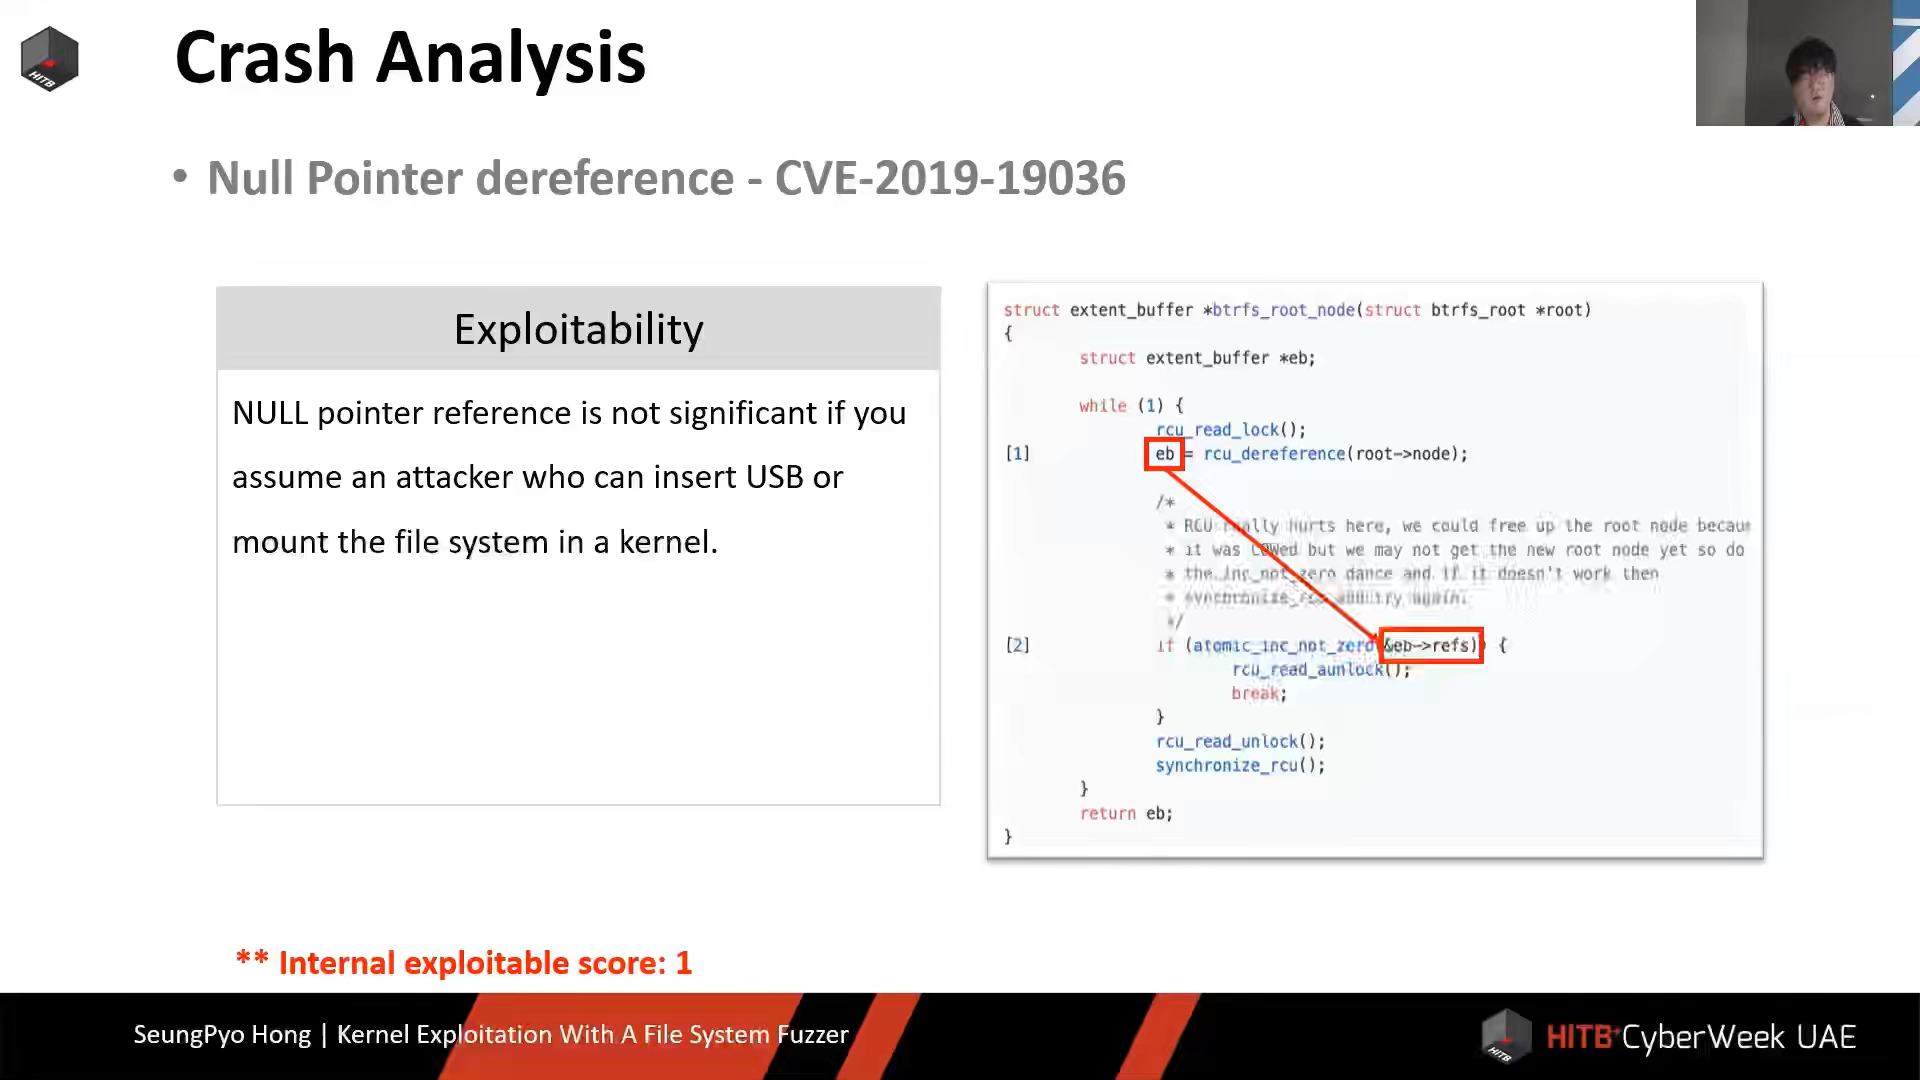 Crash Analysis
• Null Pointer dereference - CVE-2019-19036
Exploitability
NULL pointer reference is not significant if you
assume an attacker who can insert USB or
mount the file system in a kernel.
struct extent_buffer *btrfs_root_node(struct btrfs_root *root)
{
struct extent_buffer *eb;
while (1) {
rcu_read_lock();
[1] eb = rcu_dereference(root->node);
/*
* RCU really hurts here, we could free up the root node becaus
* it was COWed but we may not get the new root node yet so do
* the inc_not_zero dance and if it doesn't work then
* synchronize_rcu and try again.
*/
[2] if (atomic_inc_not_zero(&eb->refs)) {
rcu_read_aunlock();
break;
}
rcu_read_unlock();
synchronize_rcu();
}
return eb;
}
** Internal exploitable score: 1
SeungPyo Hong | Kernel Exploitation With A File System Fuzzer
HITB+ CyberWeek UAE
HITB
HITB